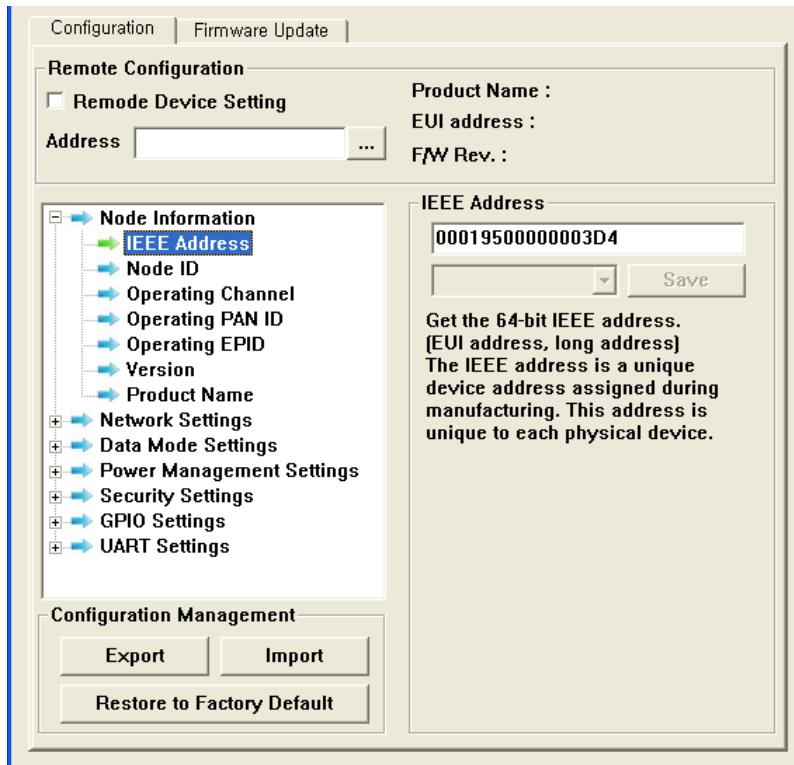 Configuration
Firmware Update
Remote Configuration
Remode Device Setting
Address
...
Product Name :
EUI address :
F/W Rev. :
Node Information
IEEE Address
Node ID
Operating Channel
Operating PAN ID
Operating EPID
Version
Product Name
Network Settings
Data Mode Settings
Power Management Settings
Security Settings
GPIO Settings
UART Settings
Configuration Management
Export
Import
Restore to Factory Default
IEEE Address
00019500000003D4
Save
Get the 64-bit IEEE address.
(EUI address, long address)
The IEEE address is a unique
device address assigned during
manufacturing. This address is
unique to each physical device.